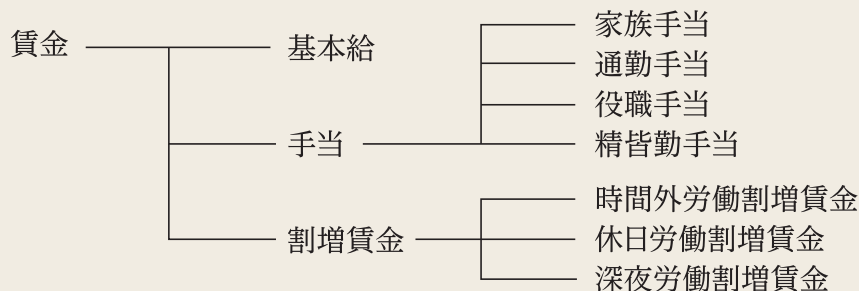 賃金
基本給
手当
家族手当
通勤手当
役職手当
精皆勤手当
割増賃金
時間外労働割増賃金
休日労働割増賃金
深夜労働割増賃金